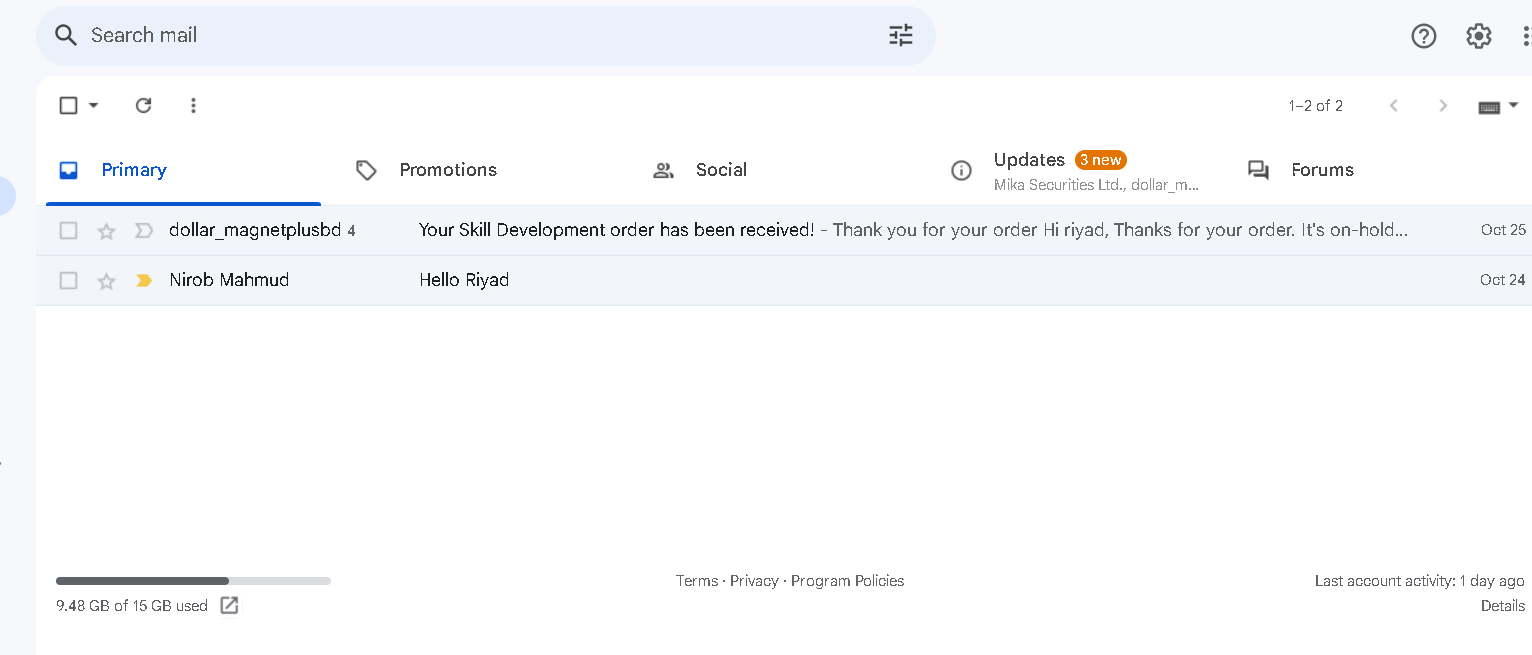 Search mail
1–2 of 2
Primary
Promotions
Social
Updates 3 new
Mika Securities Ltd., dollar_m...
Forums
dollar_magnetplusbd 4 Your Skill Development order has been received! - Thank you for your order Hi riyad, Thanks for your order. It's on-hold... Oct 25
Nirob Mahmud Hello Riyad Oct 24
9.48 GB of 15 GB used
Terms · Privacy · Program Policies
Last account activity: 1 day ago
Details